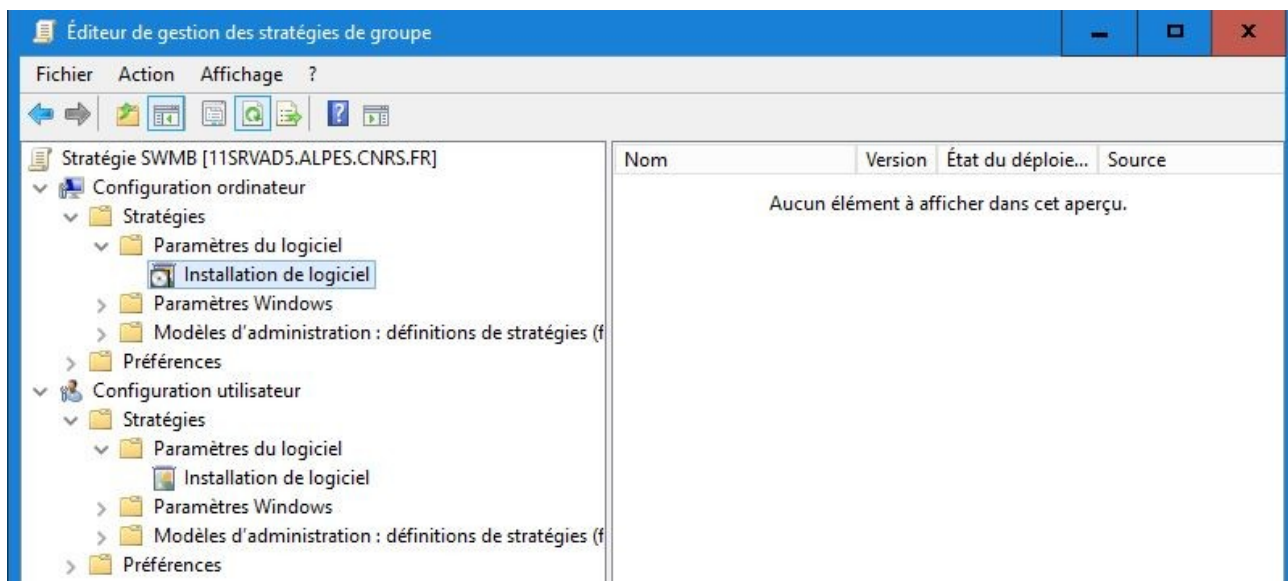 Éditeur de gestion des stratégies de groupe
Fichier Action Affichage ?
Stratégie SWMB [11SRVAD5.ALPES.CNRS.FR]
Configuration ordinateur
Stratégies
Paramètres du logiciel
Installation de logiciel
Paramètres Windows
Modèles d'administration : définitions de stratégies (f
Préférences
Configuration utilisateur
Stratégies
Paramètres du logiciel
Installation de logiciel
Paramètres Windows
Modèles d'administration : définitions de stratégies (f
Préférences
Nom Version État du déploie... Source
Aucun élément à afficher dans cet aperçu.